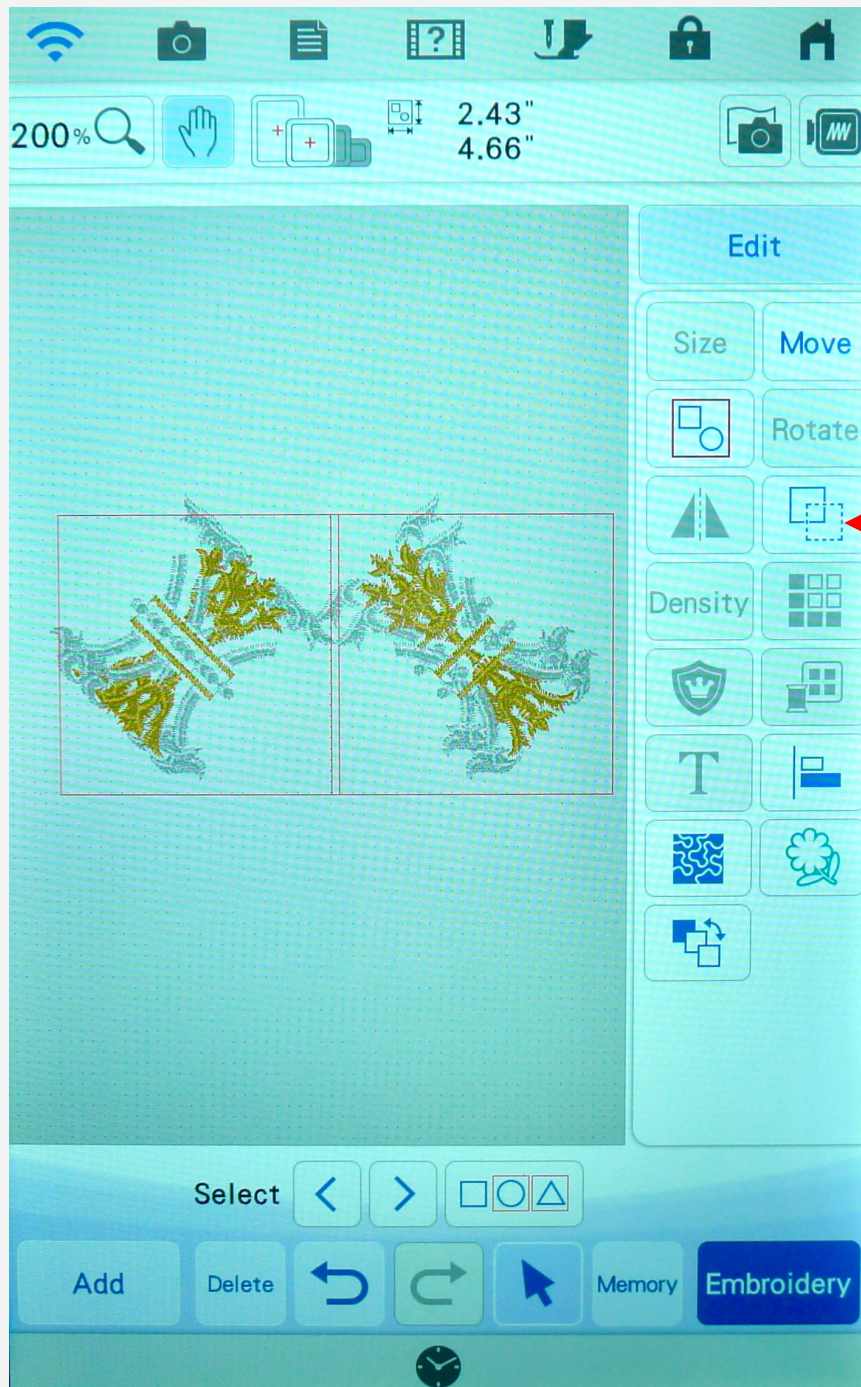 200%
2.43"
4.66"
Edit
Size
Move
Rotate
Density
T
Select
Add
Delete
Memory
Embroidery